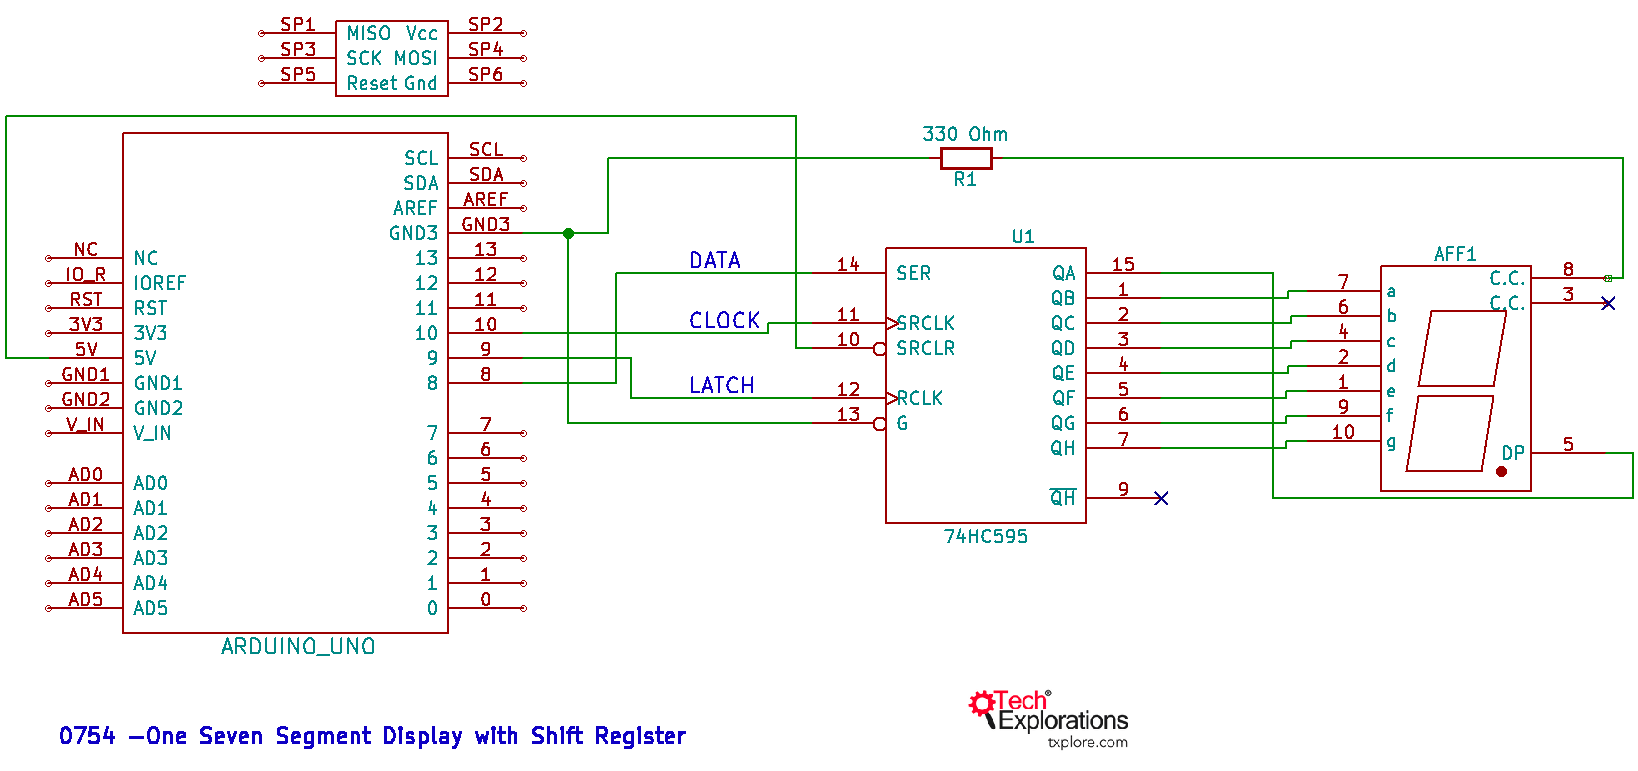 SP1 MISO Vcc SP2
SP3 SCK MOSI SP4
SP5 Reset Gnd SP6
SCL SCL
SDA SDA
AREF AREF
GND3 GND3
NC NC 13 13
IO_R IOREF 12 12
RST RST 11 11
3V3 3V3 10 10
5V 5V 9 9
GND1 GND1 8 8
GND2 GND2
V_IN V_IN 7 7
6 6
AD0 AD0 5 5
AD1 AD1 4 4
AD2 AD2 3 3
AD3 AD3 2 2
AD4 AD4 1 1
AD5 AD5 0 0
ARDUINO_UNO
330 Ohm
R1
DATA
CLOCK
LATCH
U1
14 SER QA 15
QB 1
11 SRCLK QC 2
10 SRCLR QD 3
QE 4
12 RCLK QF 5
13 G QG 6
QH 7
QH 9
74HC595
AFF1
C.C. 8
7 a
C.C. 3
6 b
4 c
2 d
1 e
9 f
10 g
DP 5
Tech®
Explorations
txplore.com
0754 -One Seven Segment Display with Shift Register